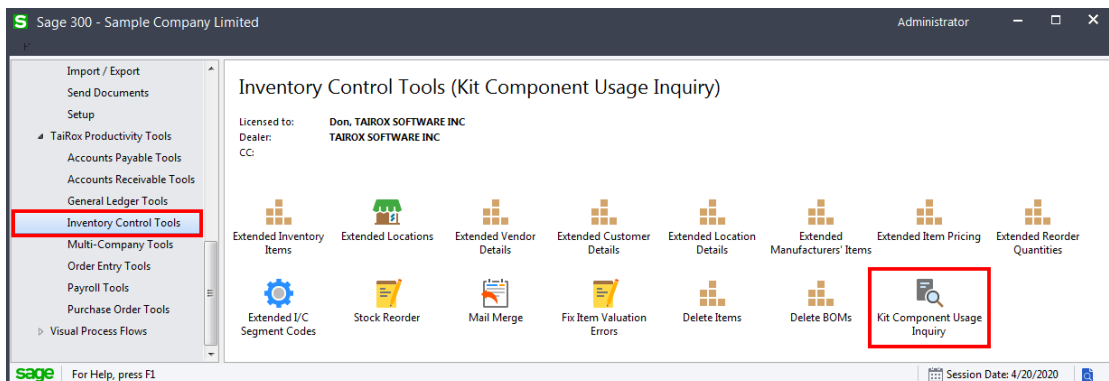 S Sage 300 - Sample Company Limited
Administrator
Import / Export
Send Documents
Setup
TaiRox Productivity Tools
Accounts Payable Tools
Accounts Receivable Tools
General Ledger Tools
Inventory Control Tools
Multi-Company Tools
Order Entry Tools
Payroll Tools
Purchase Order Tools
Visual Process Flows
Inventory Control Tools (Kit Component Usage Inquiry)
Licensed to: Don, TAIROX SOFTWARE INC
Dealer: TAIROX SOFTWARE INC
CC:
Extended Inventory
Items
Extended Locations
Extended Vendor
Details
Extended Customer
Details
Extended Location
Details
Extended
Manufacturers' Items
Extended Item Pricing
Extended Reorder
Quantities
Extended I/C
Segment Codes
Stock Reorder
Mail Merge
Fix Item Valuation
Errors
Delete Items
Delete BOMs
Kit Component Usage
Inquiry
sage For Help, press F1
Session Date: 4/20/2020